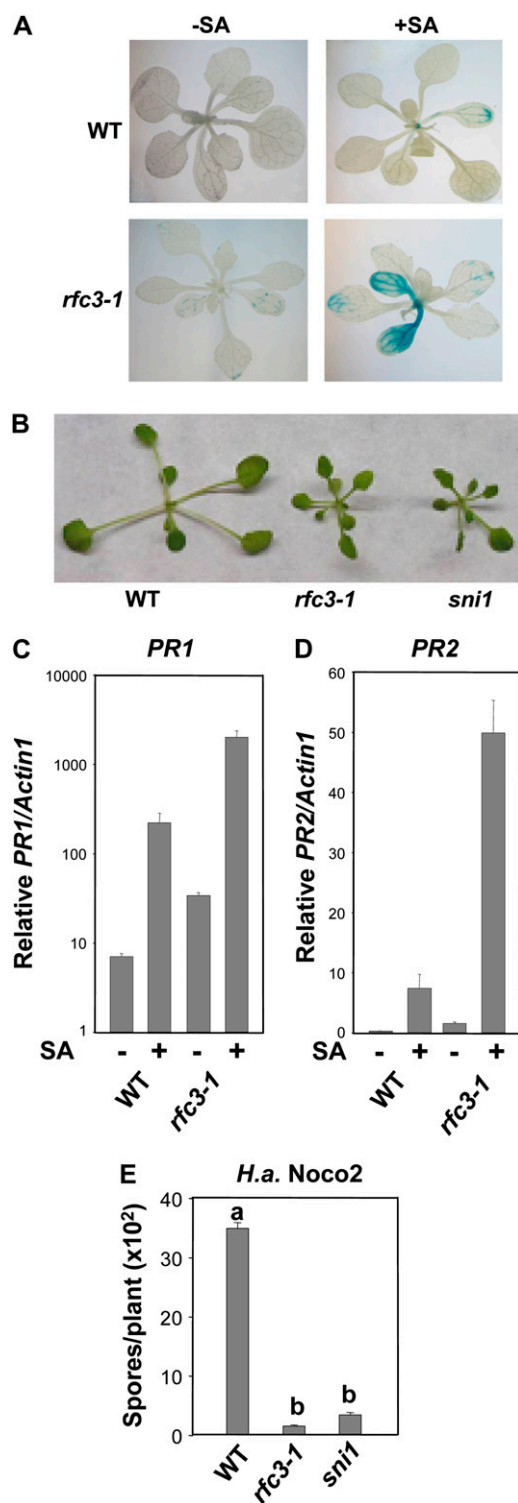 A
-SA +SA
WT
rfc3-1
B
WT rfc3-1 sni1
C PR1
10000
1000
100
10
1
Relative PR1/Actin1
SA - + - +
WT rfc3-1
D PR2
60
50
40
30
20
10
0
Relative PR2/Actin1
- + - +
WT rfc3-1
E
H.a. Noco2
40
30
20
10
0
Spores/plant (x10²)
a
b b
WT rfc3-1 sni1